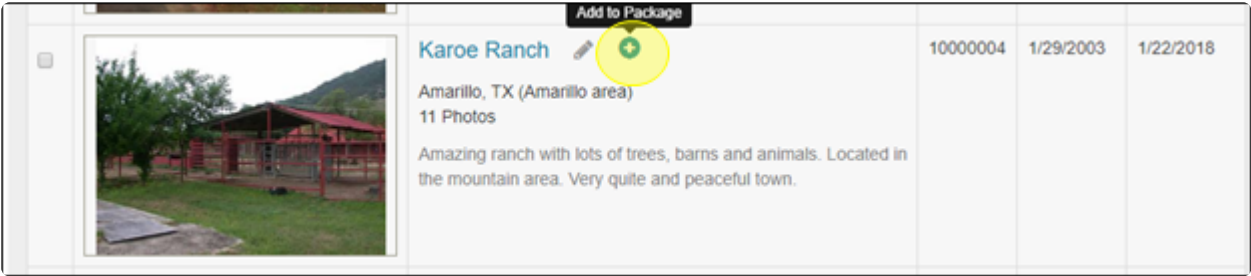 Add to Package
Karoe Ranch
10000004
1/29/2003
1/22/2018
Amarillo, TX (Amarillo area)
11 Photos
Amazing ranch with lots of trees, barns and animals. Located in
the mountain area. Very quite and peaceful town.